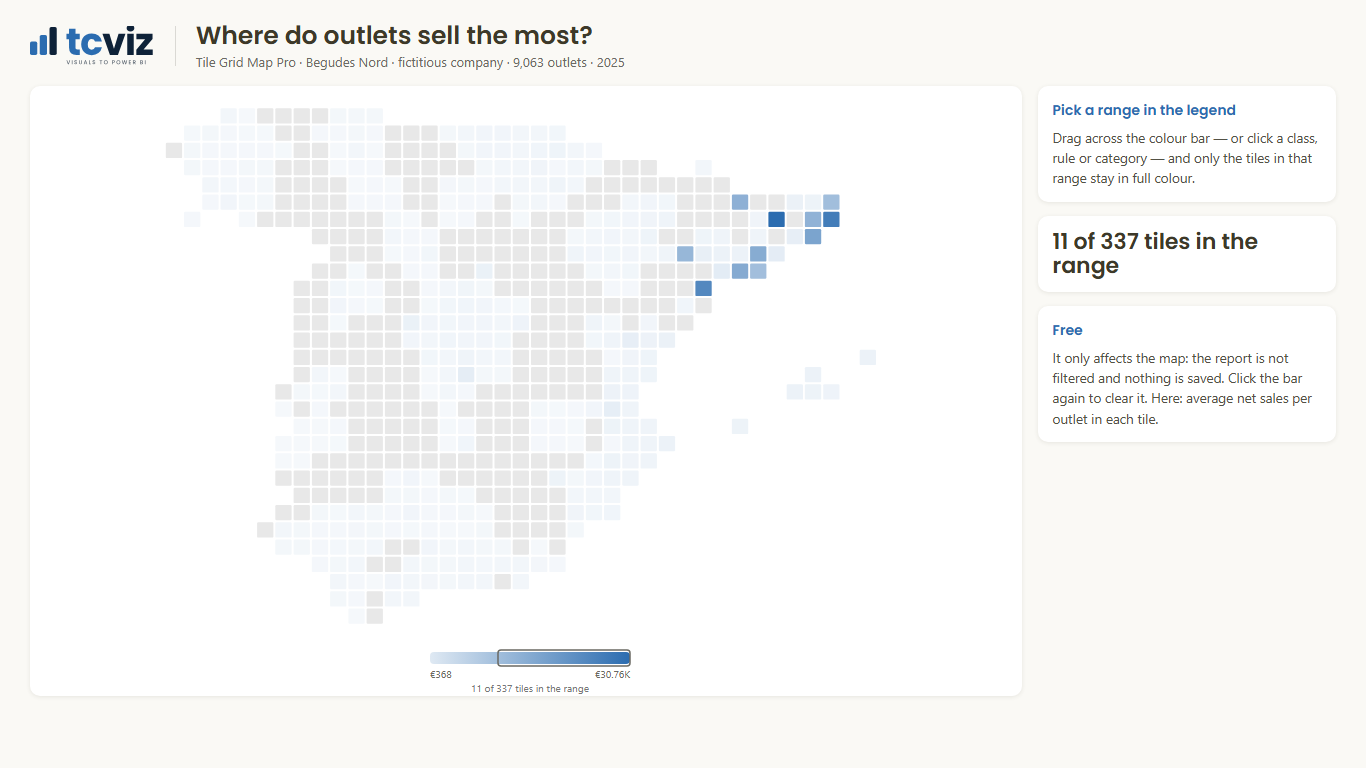 tcviz
VISUALS TO POWER BI
Where do outlets sell the most?
Tile Grid Map Pro · Begudes Nord · fictitious company · 9,063 outlets · 2025
Pick a range in the legend
Drag across the colour bar — or click a class,
rule or category — and only the tiles in that
range stay in full colour.
11 of 337 tiles in the
range
Free
It only affects the map: the report is not
filtered and nothing is saved. Click the bar
again to clear it. Here: average net sales per
outlet in each tile.
€368
€30.76K
11 of 337 tiles in the range